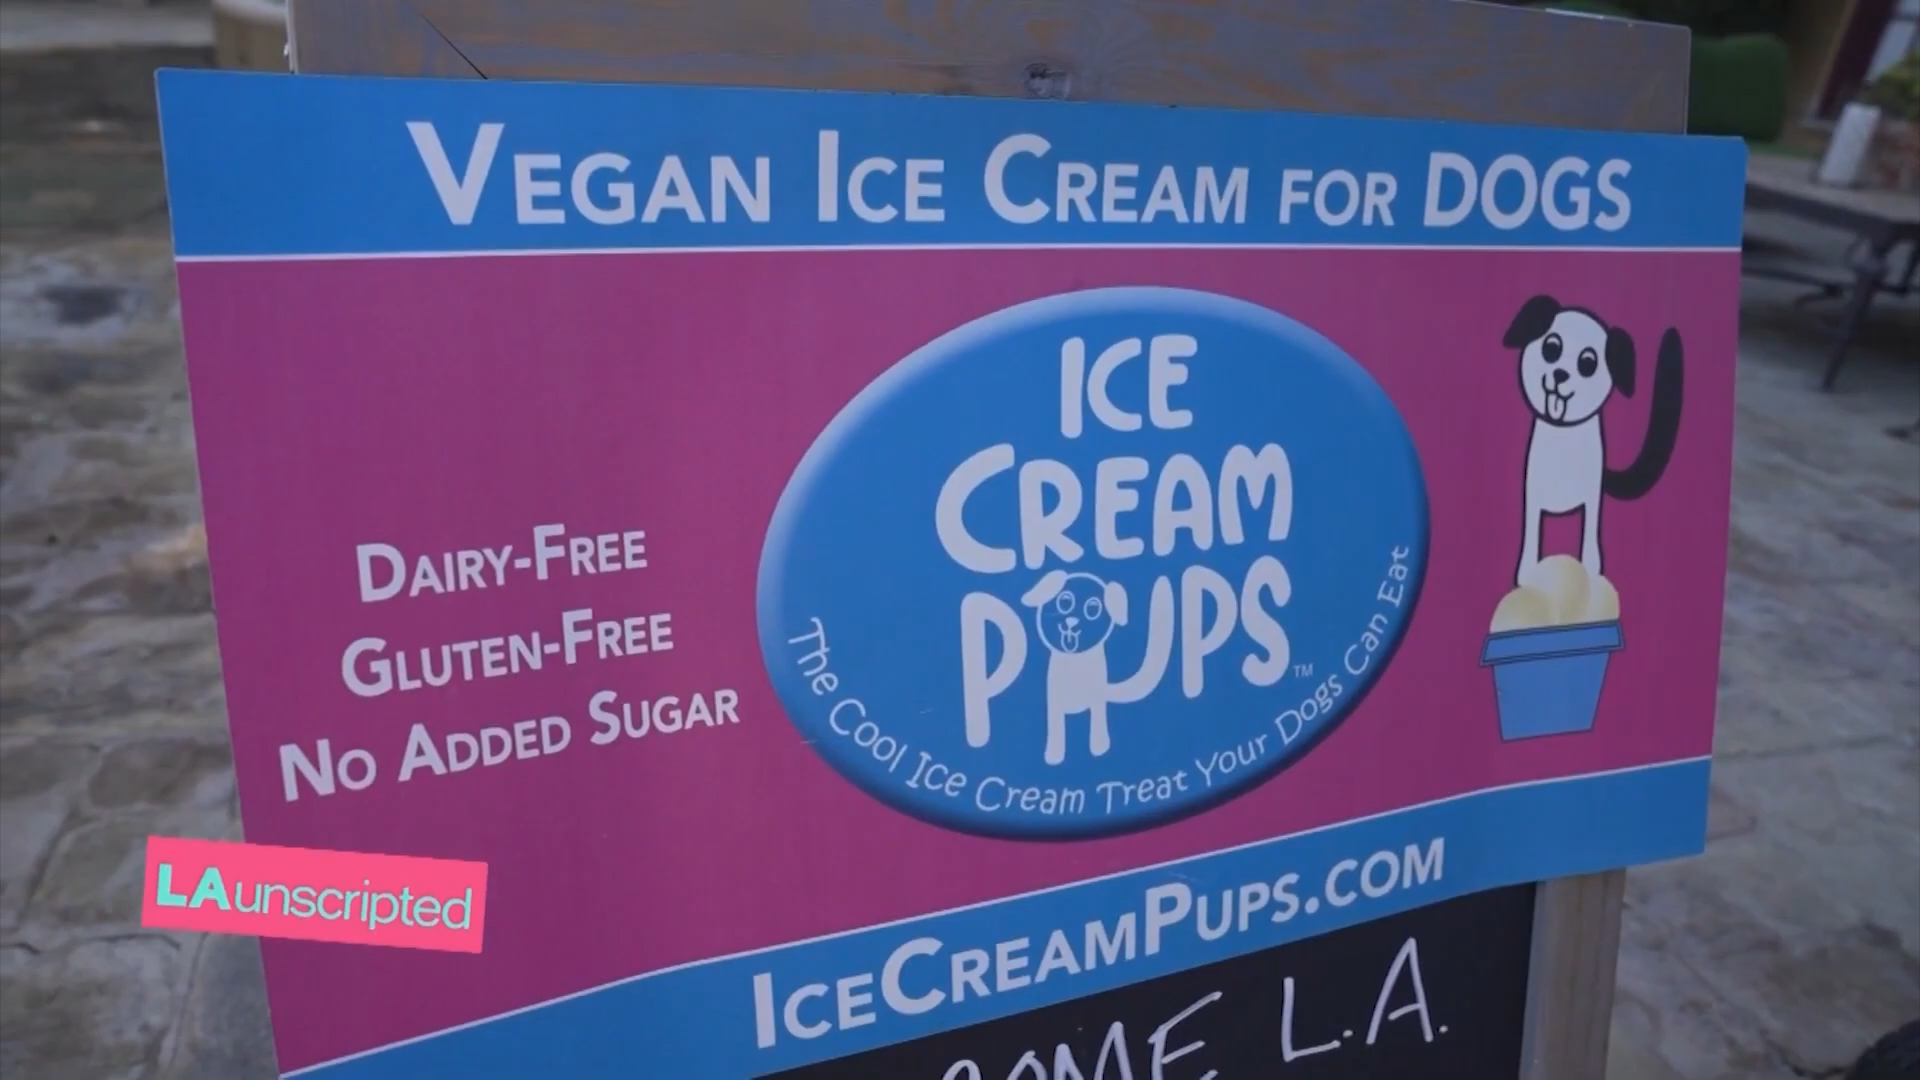 VEGAN ICE CREAM FOR DOGS
ICE
CREAM
PUPS™
The Cool Ice Cream Treat Your Dogs Can Eat
DAIRY-FREE
GLUTEN-FREE
NO ADDED SUGAR
LAunscripted
ICECREAMPUPS.COM
L.A.